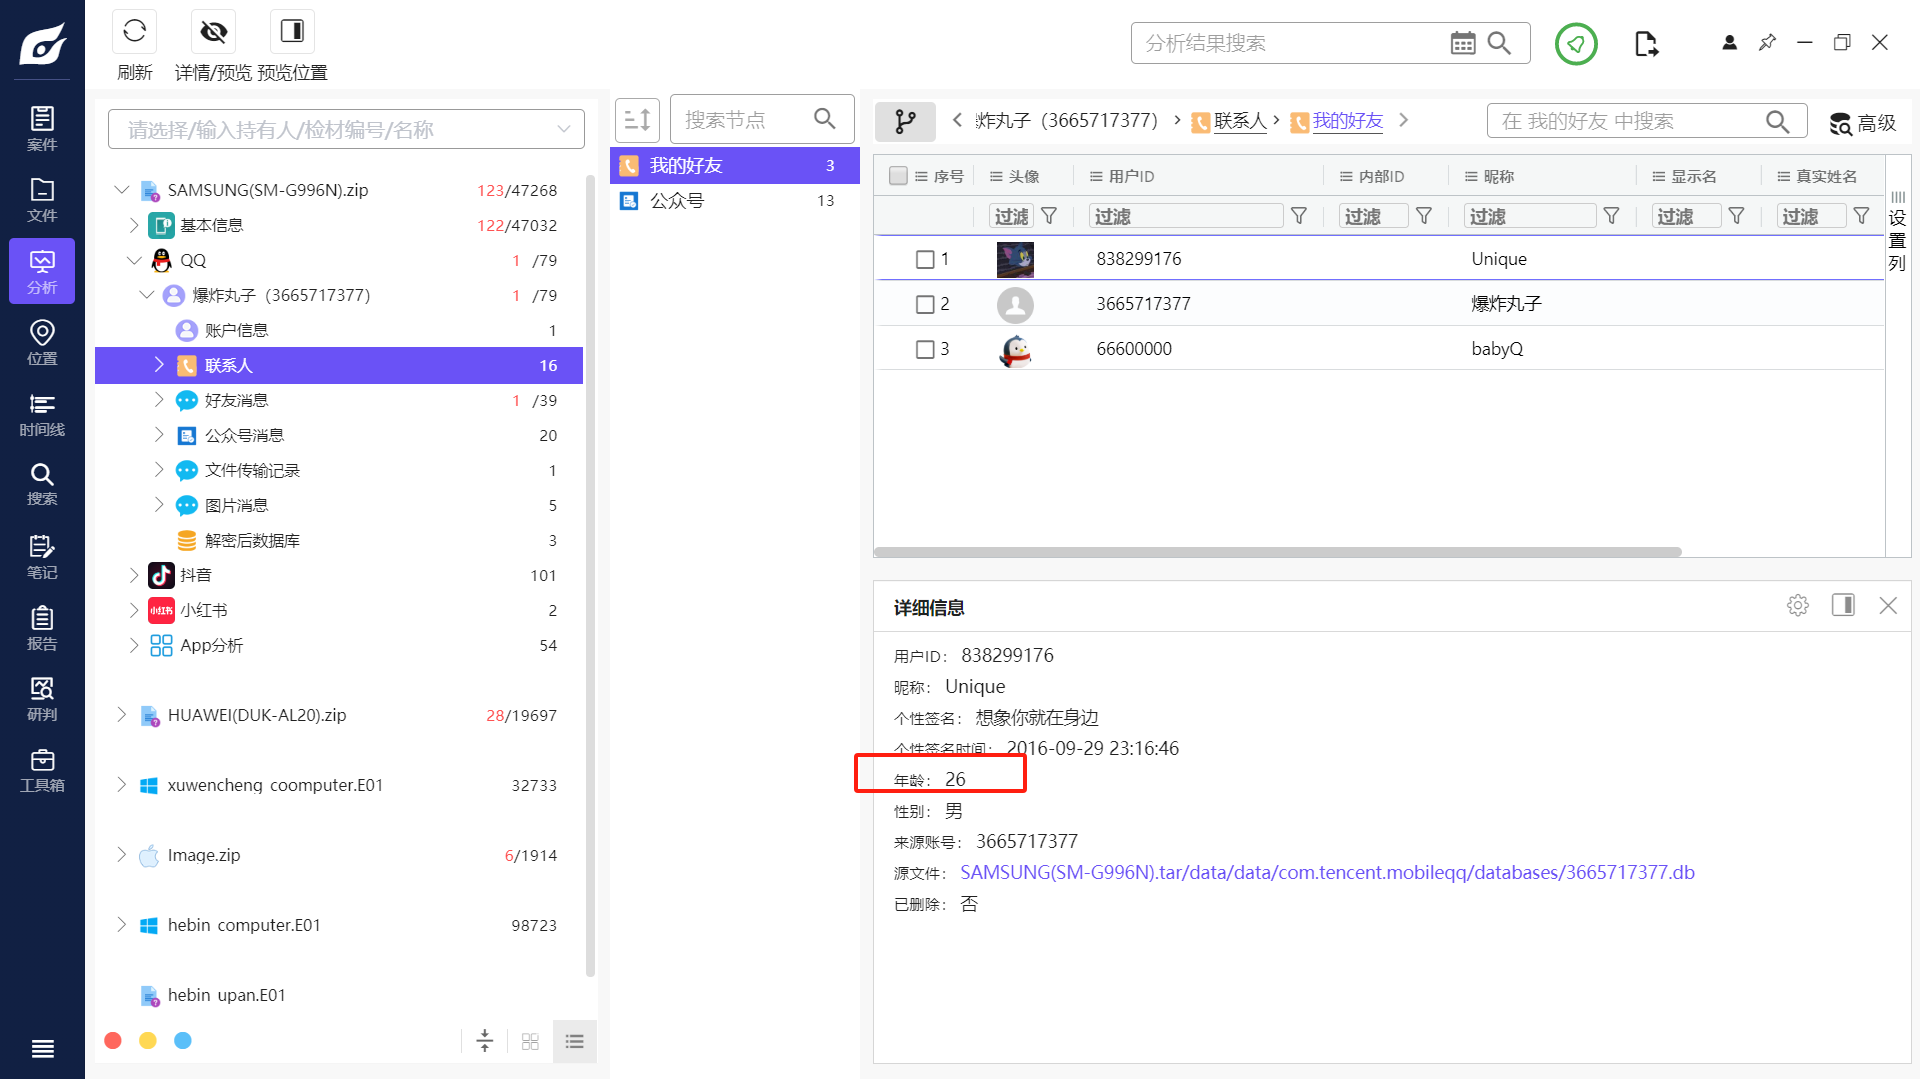 刷新
详情/预览
预览位置
分析结果搜索
案件
文件
分析
位置
时间线
搜索
笔记
报告
研判
工具箱
请选择/输入持有人/检材编号/名称
SAMSUNG(SM-G996N).zip 123/47268
基本信息 122/47032
QQ 1 /79
爆炸丸子（3665717377） 1 /79
账户信息 1
联系人 16
好友消息 1 /39
公众号消息 20
文件传输记录 1
图片消息 5
解密后数据库 3
抖音 101
小红书
小红书 2
App分析 54
HUAWEI(DUK-AL20).zip 28/19697
xuwencheng coomputer.E01 32733
Image.zip 6/1914
hebin computer.E01 98723
hebin upan.E01
搜索节点
我的好友 3
公众号 13
炸丸子（3665717377） 联系人 我的好友
在 我的好友 中搜索
高级
序号 头像 用户ID 内部ID 昵称 显示名 真实姓名
过滤 过滤 过滤 过滤 过滤 过滤
1 838299176 Unique
2 3665717377 爆炸丸子
3 66600000 babyQ
设置列
详细信息
用户ID： 838299176
昵称： Unique
个性签名： 想象你就在身边
个性签名时间： 2016-09-29 23:16:46
年龄： 26
性别： 男
来源账号： 3665717377
源文件： SAMSUNG(SM-G996N).tar/data/data/com.tencent.mobileqq/databases/3665717377.db
已删除： 否